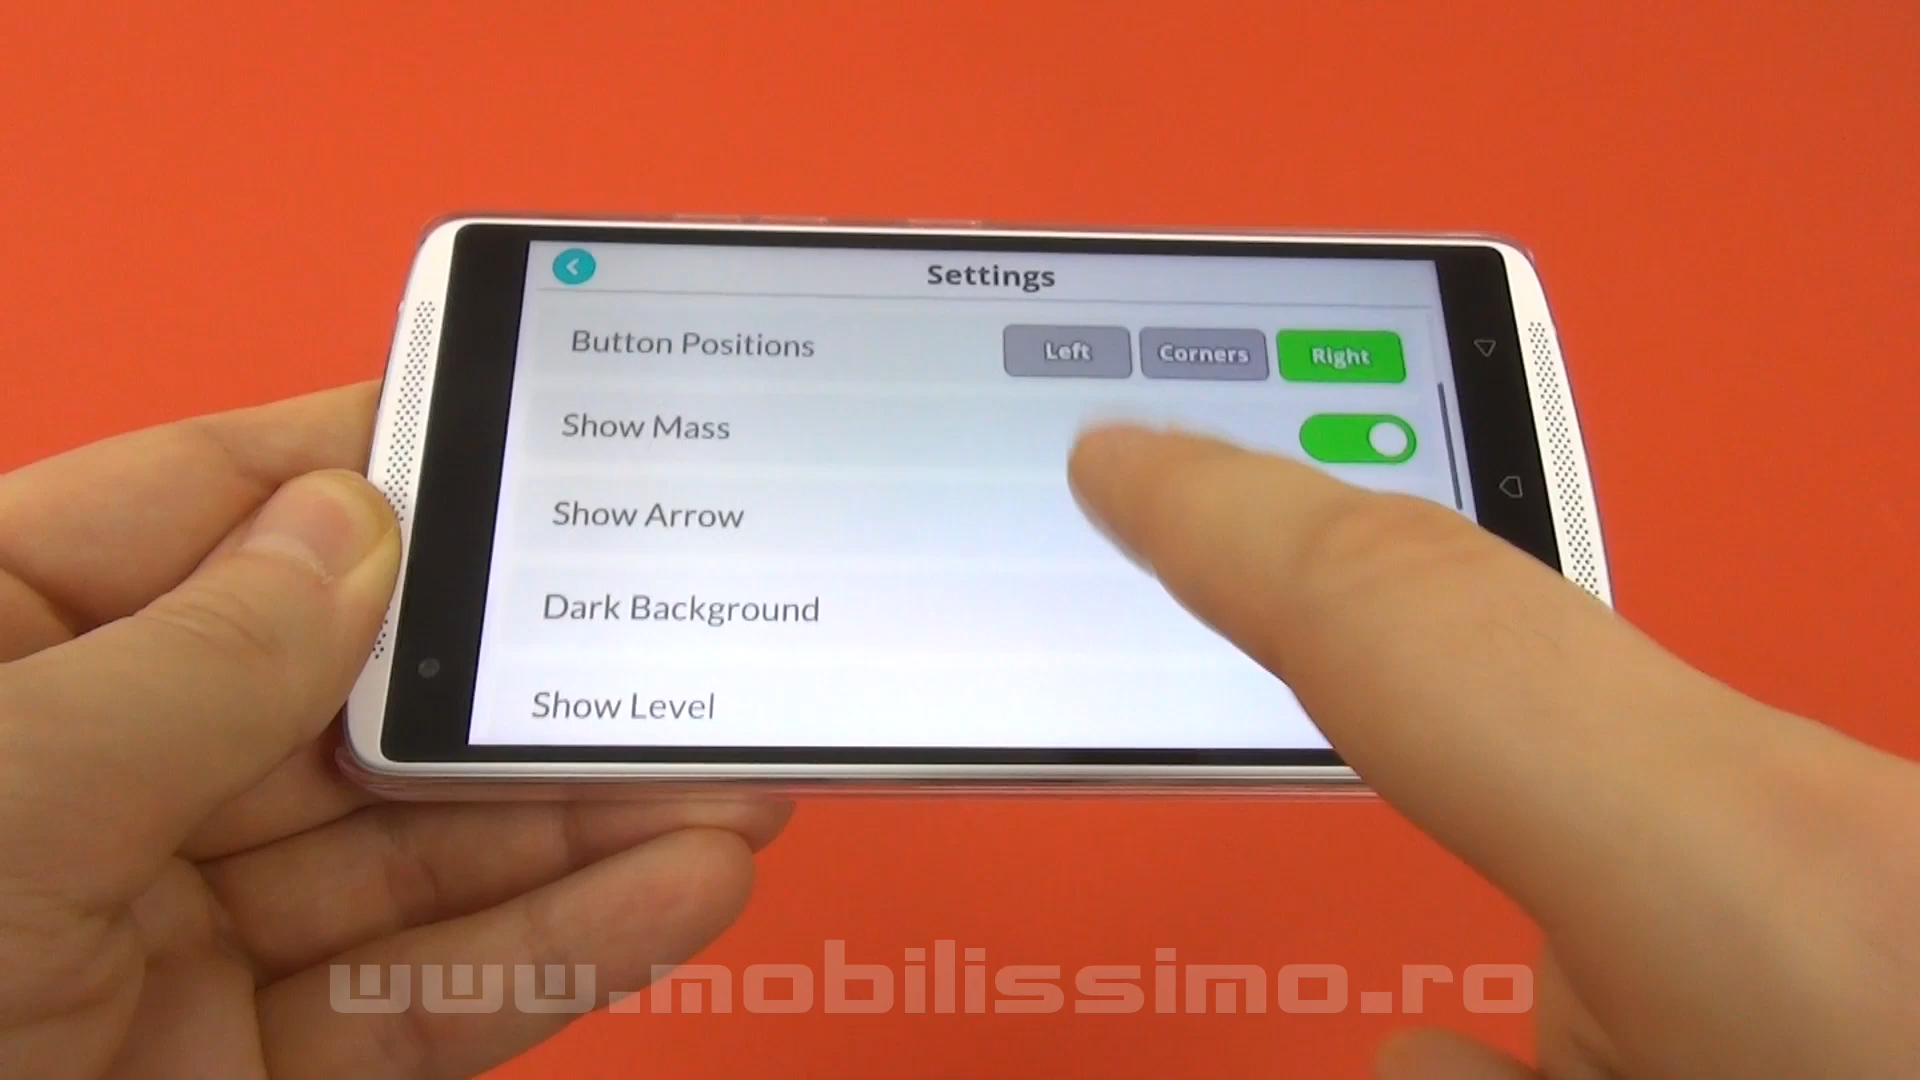 Settings
Button Positions Left Corners Right
Show Mass
Show Arrow
Dark Background
Show Level
www.mobilissimo.ro